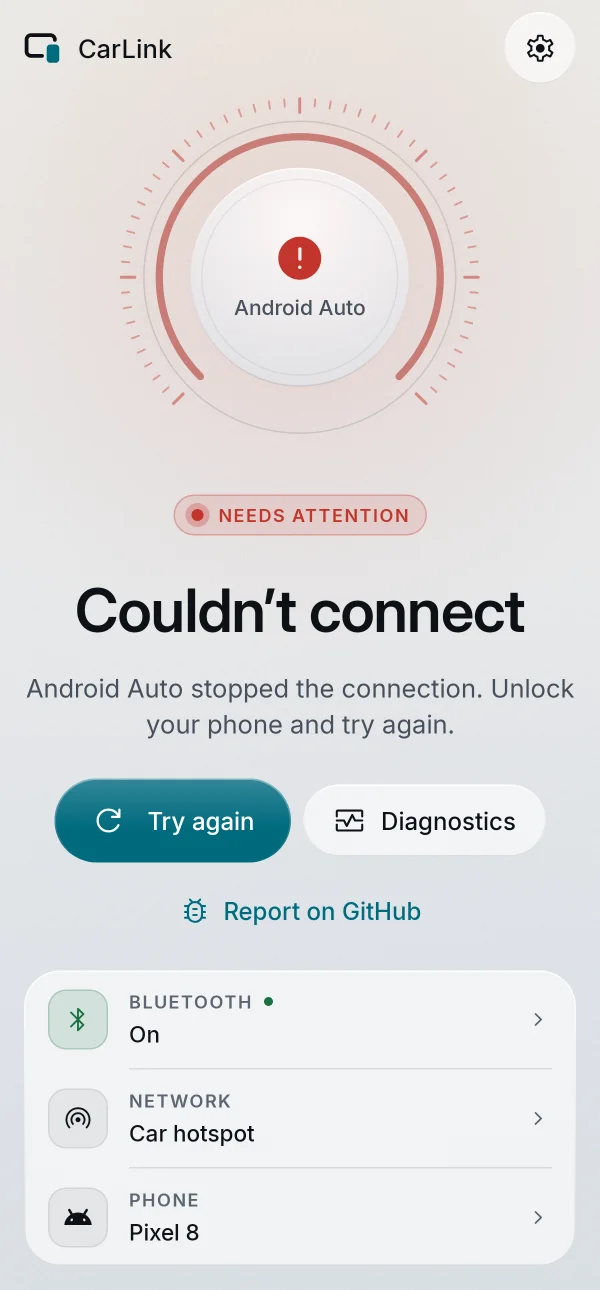 CarLink
Android Auto
NEEDS ATTENTION
Couldn’t connect
Android Auto stopped the connection. Unlock
your phone and try again.
Try again
Diagnostics
Report on GitHub
BLUETOOTH
On
NETWORK
Car hotspot
PHONE
Pixel 8